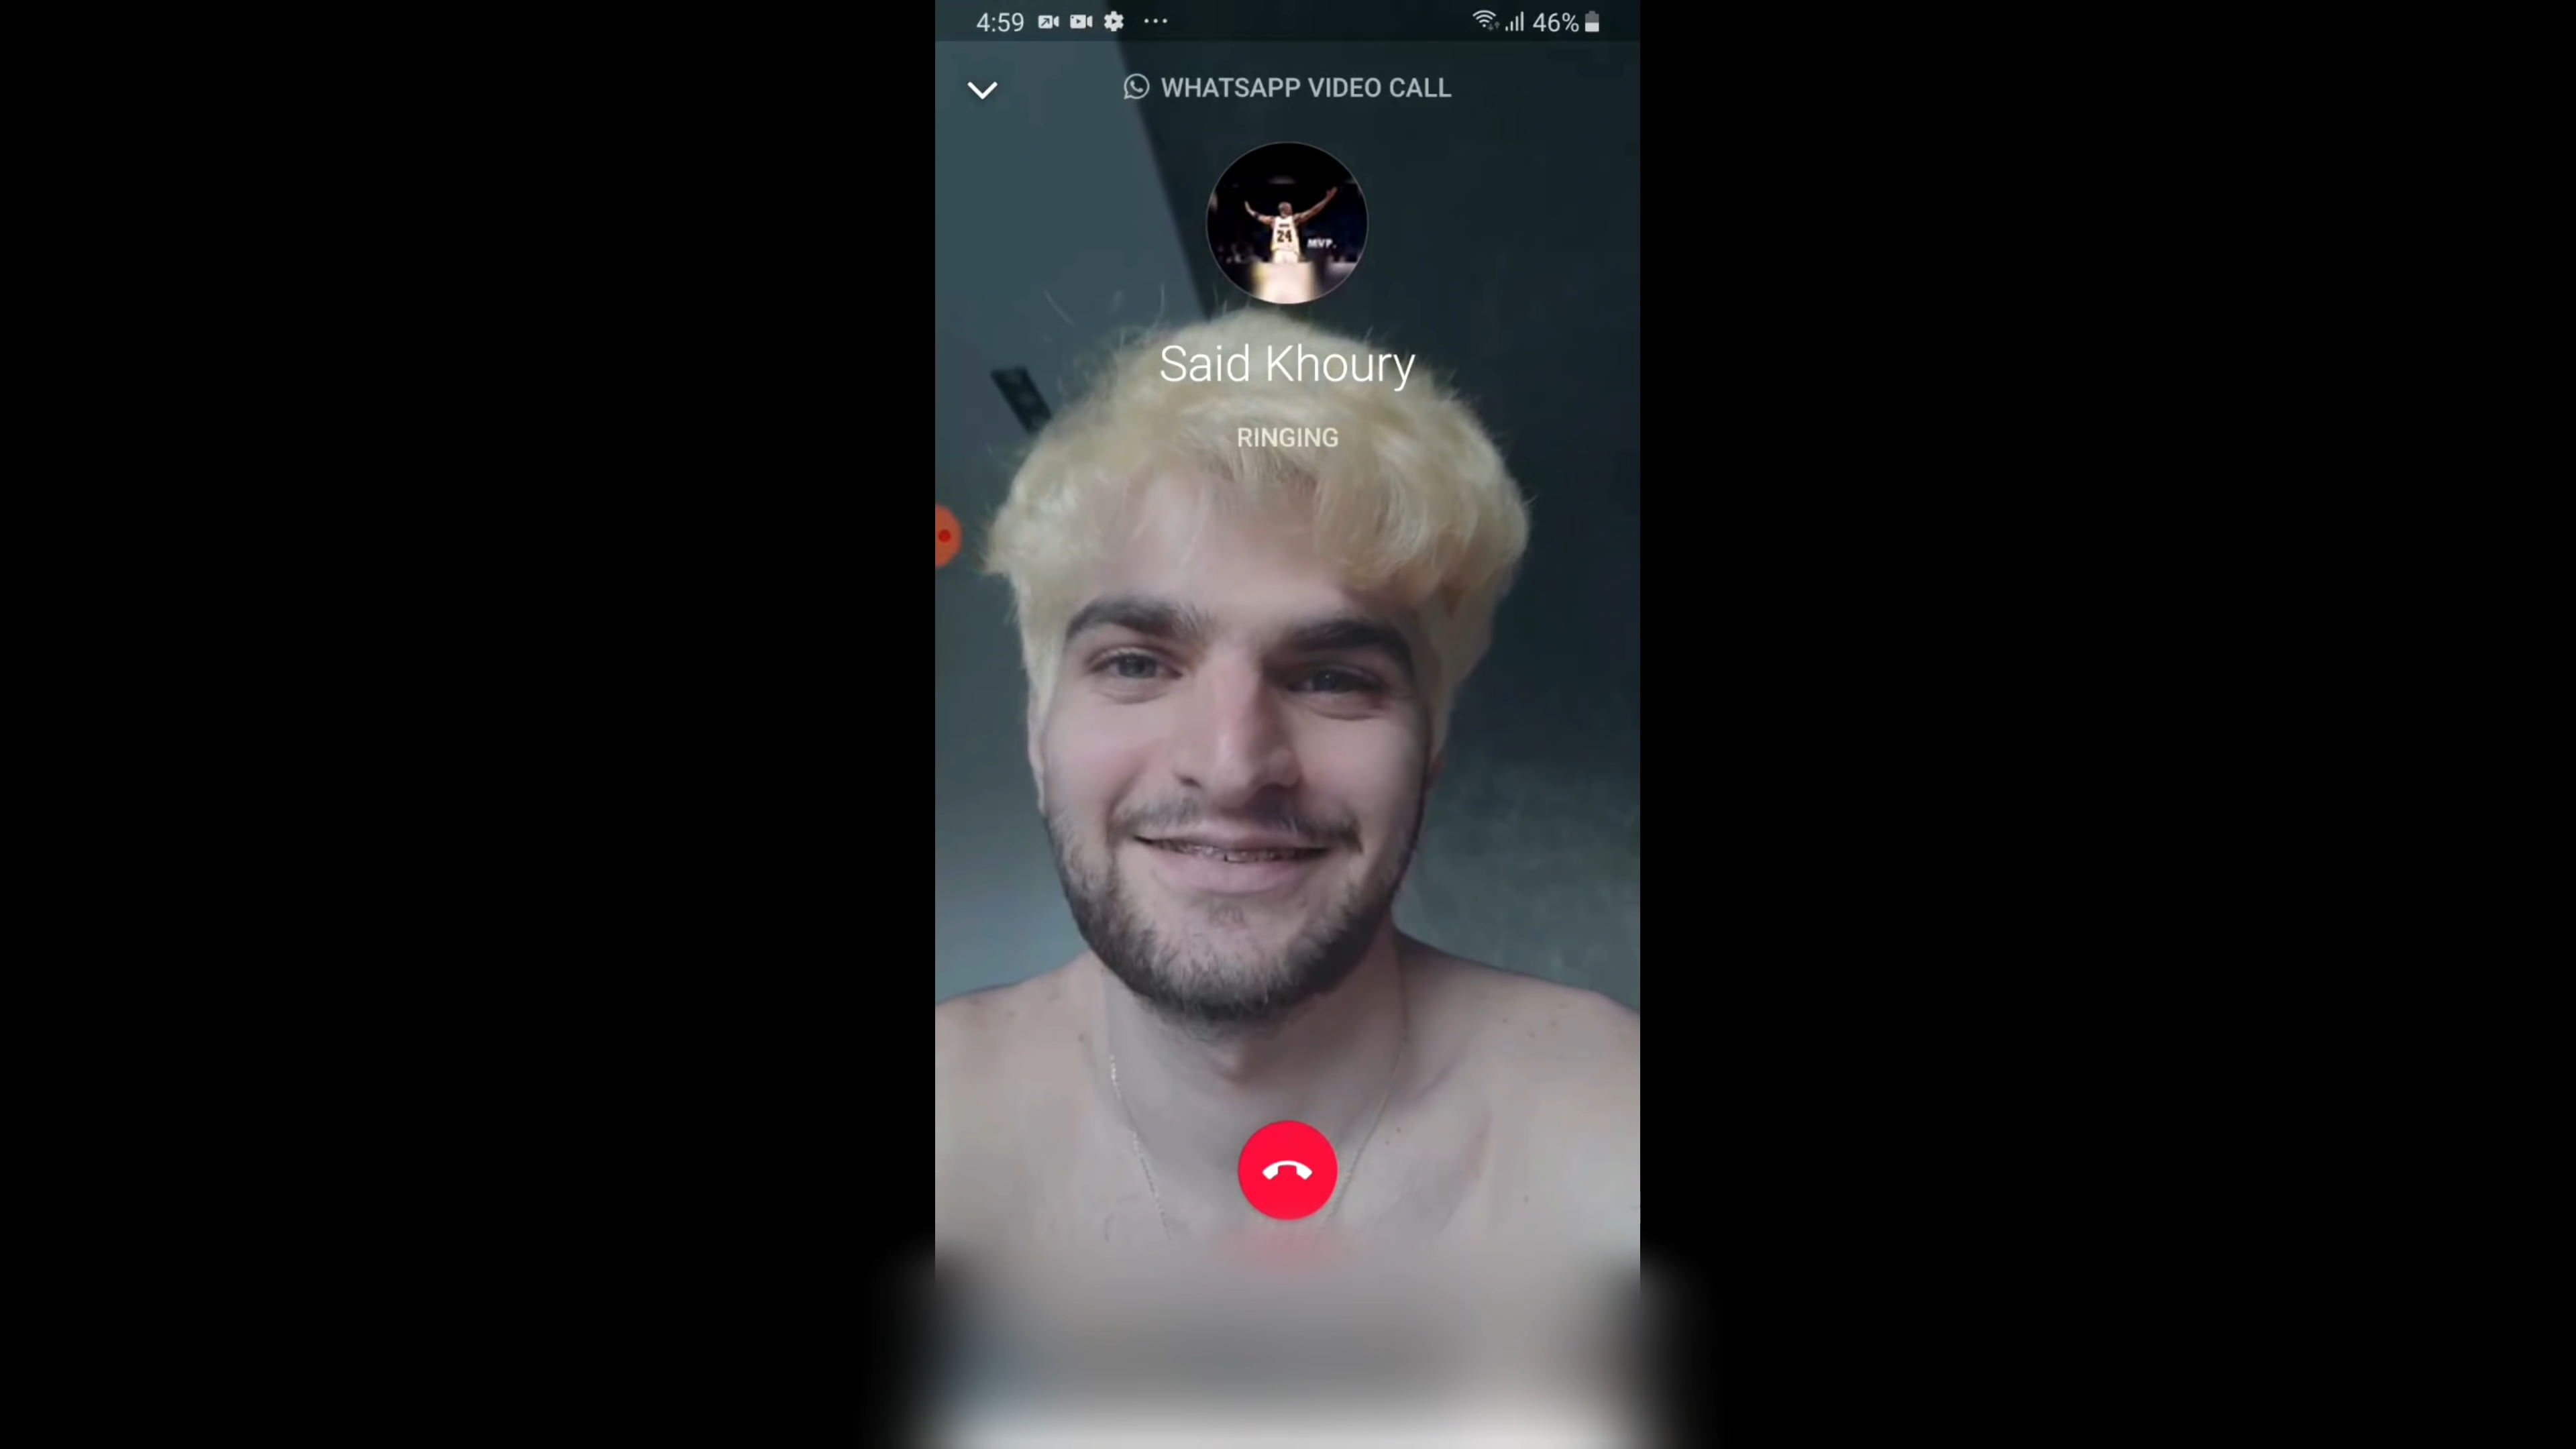 4:59
46%
WHATSAPP VIDEO CALL
24
MVP
Said Khoury
RINGING